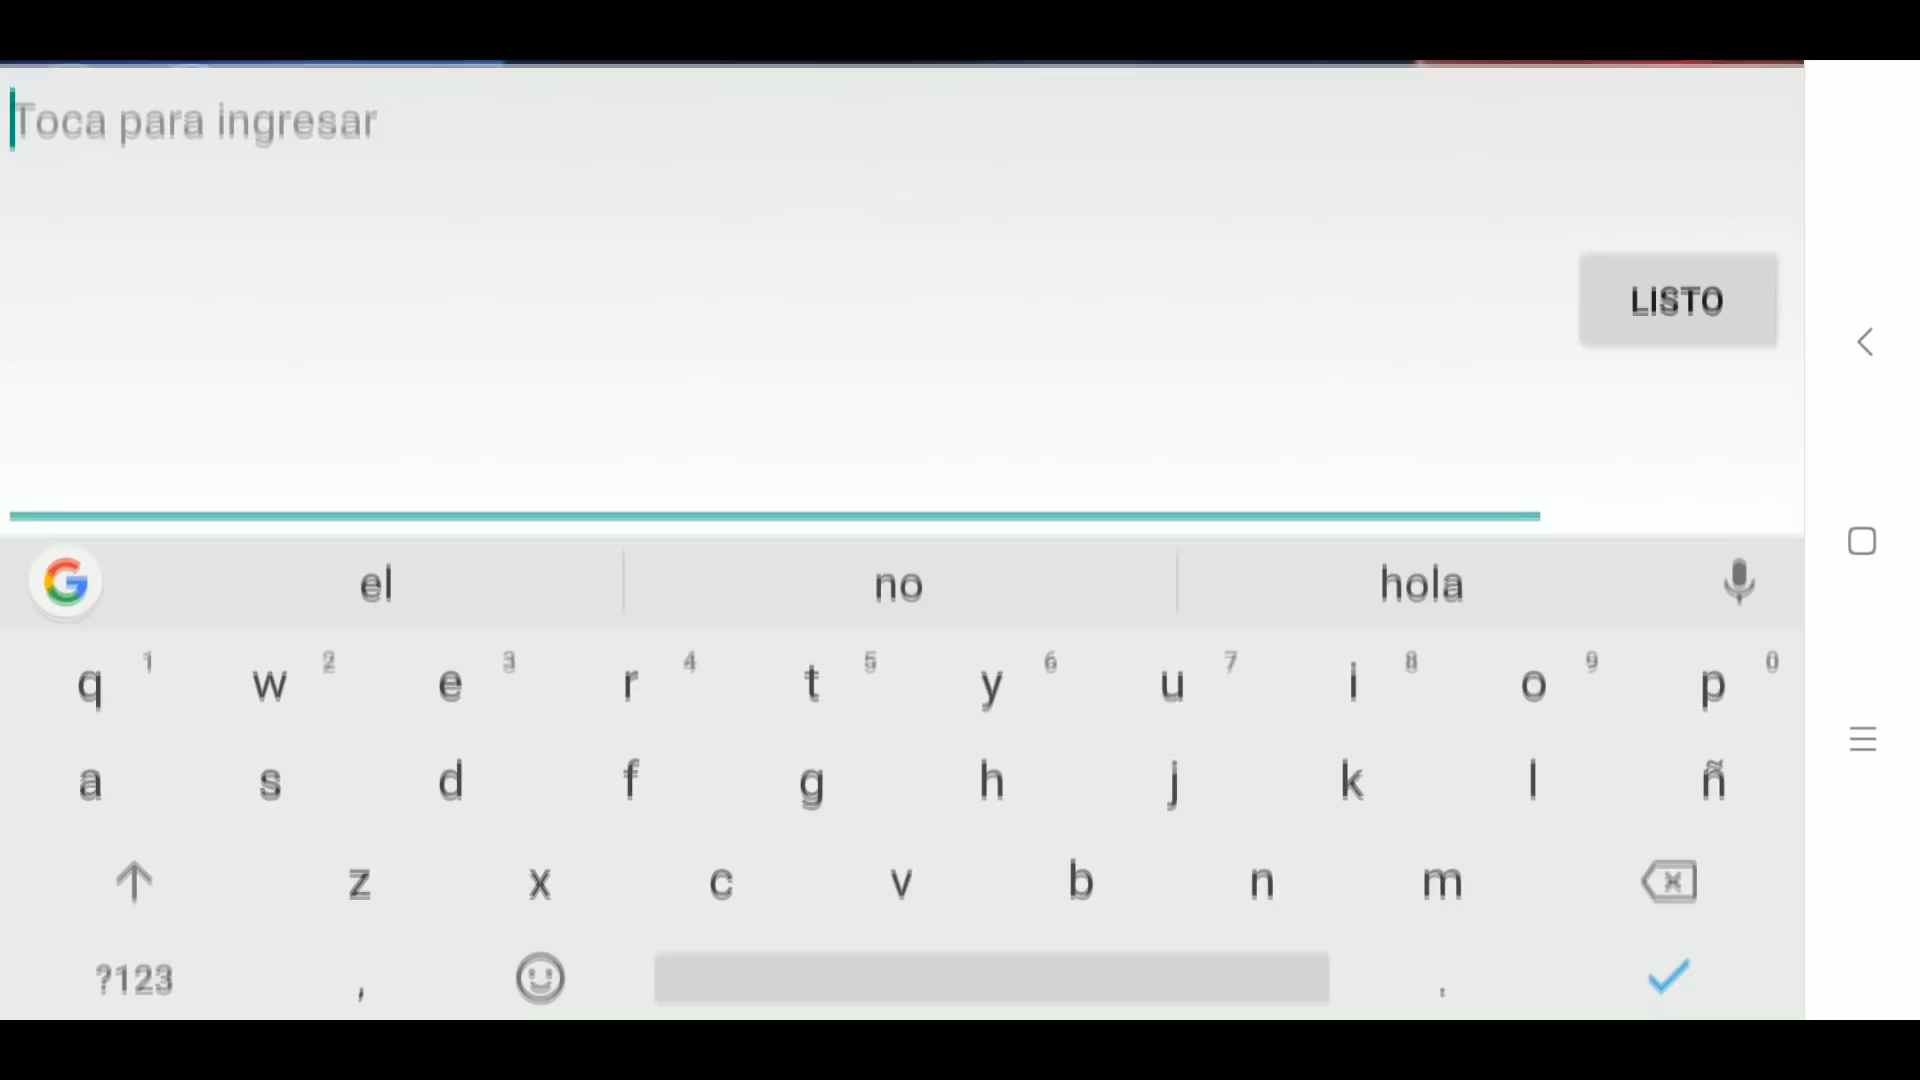 Toca para ingresar
LISTO
el no hola
q 1 w 2 e 3 r 4 t 5 y 6 u 7 i 8 o 9 p 0
a s d f g h j k l ñ
z x c v b n m
?123 , .